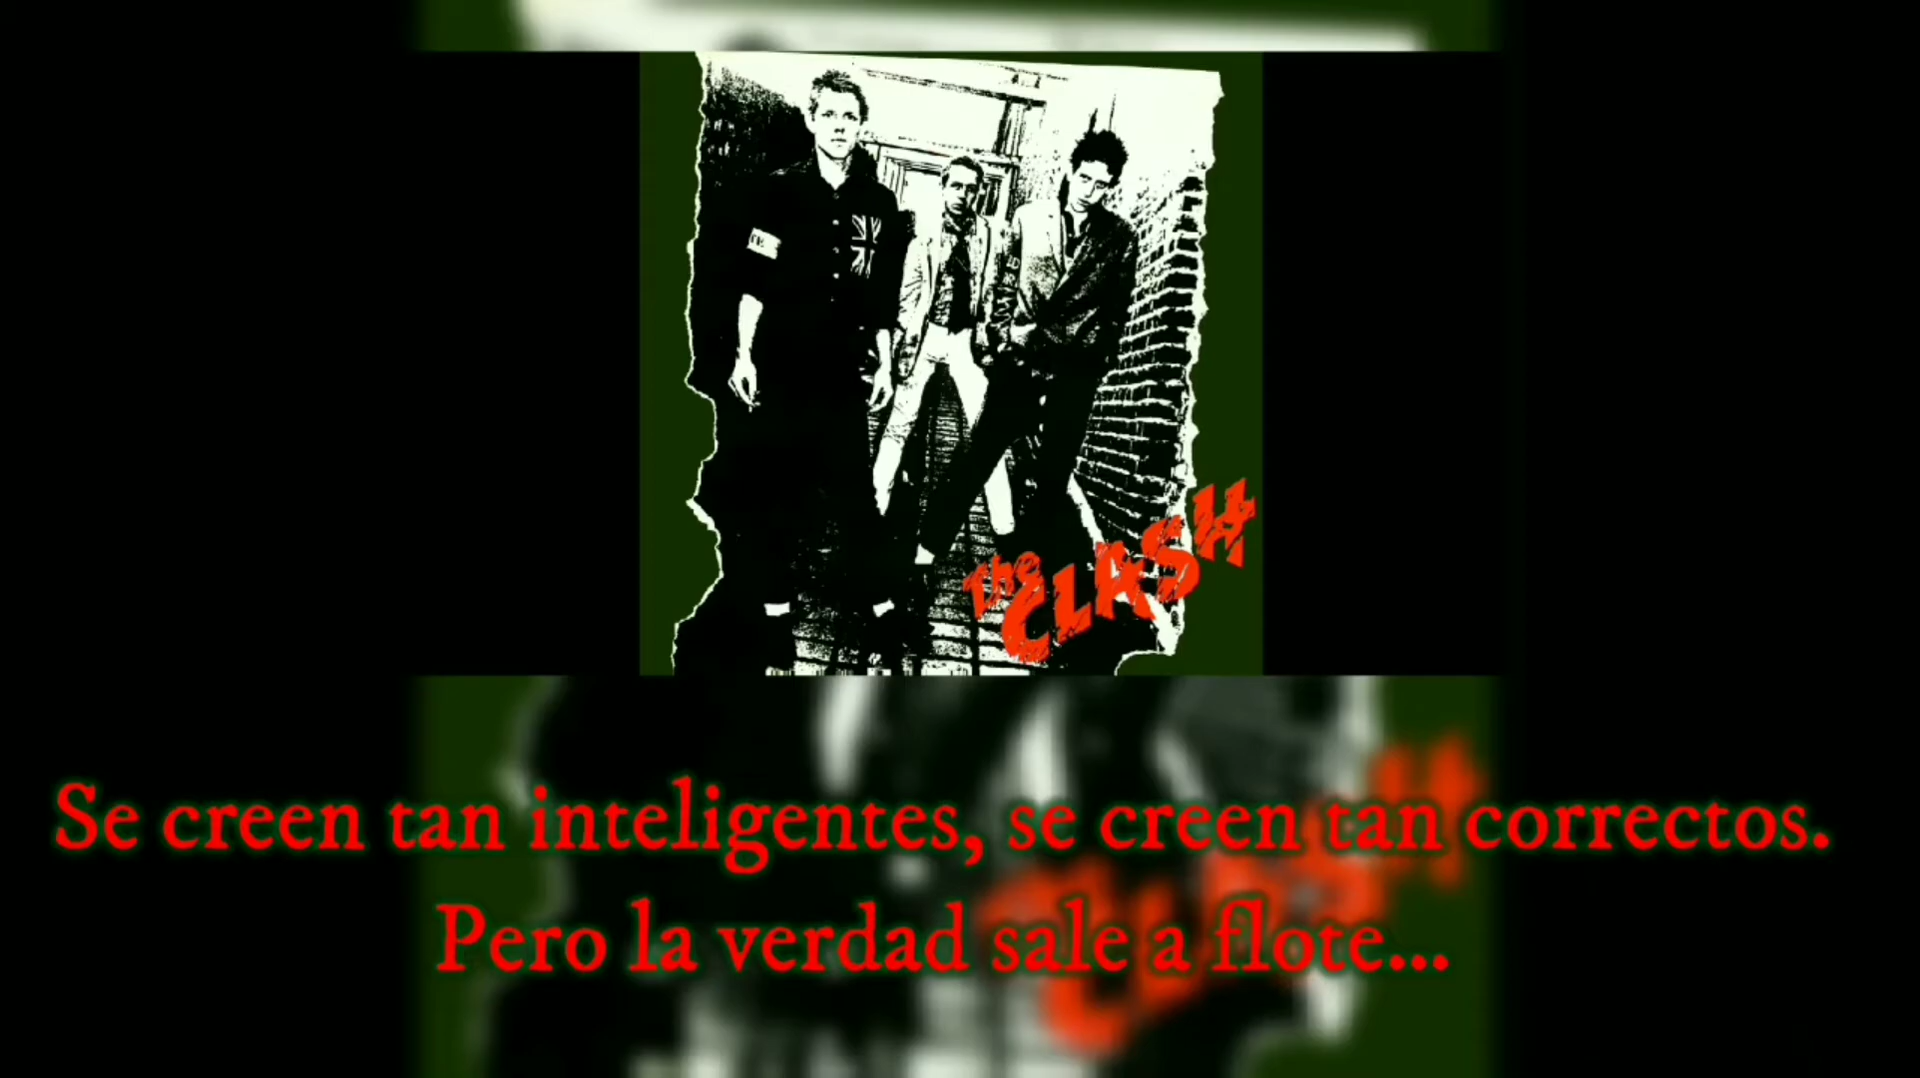 the CLASH
Se creen tan inteligentes, se creen tan correctos.
Pero la verdad sale a flote...